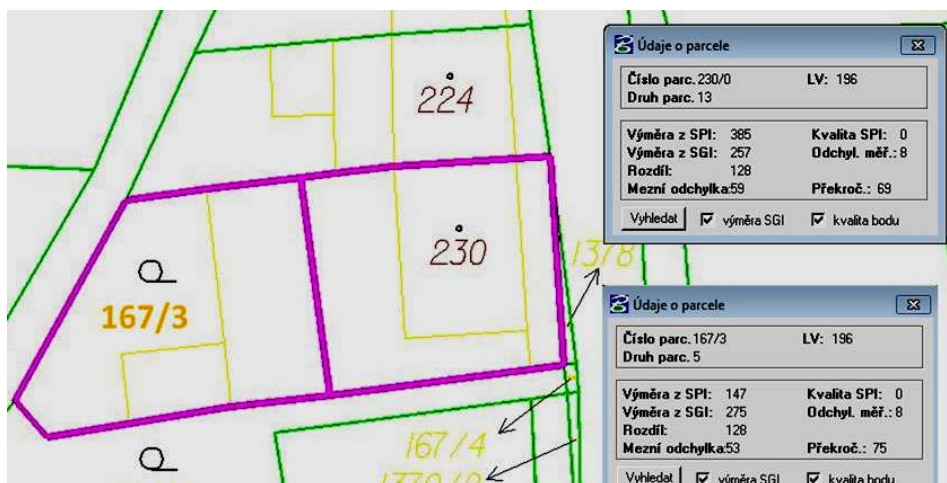 224
230
167/3
137/8
167/4
Údaje o parcele
Číslo parc. 230/0 LV: 196
Druh parc. 13
Výměra z SPI: 385 Kvalita SPI: 0
Výměra z SGI: 257 Odchyl. měř.: 8
Rozdíl: 128
Mezní odchylka: 59 Překroč.: 69
Vyhledat výměra SGI kvalita bodu
Údaje o parcele
Číslo parc. 167/3 LV: 196
Druh parc. 5
Výměra z SPI: 147 Kvalita SPI: 0
Výměra z SGI: 275 Odchyl. měř.: 8
Rozdíl: 128
Mezní odchylka: 53 Překroč.: 75
Vyhledat výměra SGI kvalita bodu